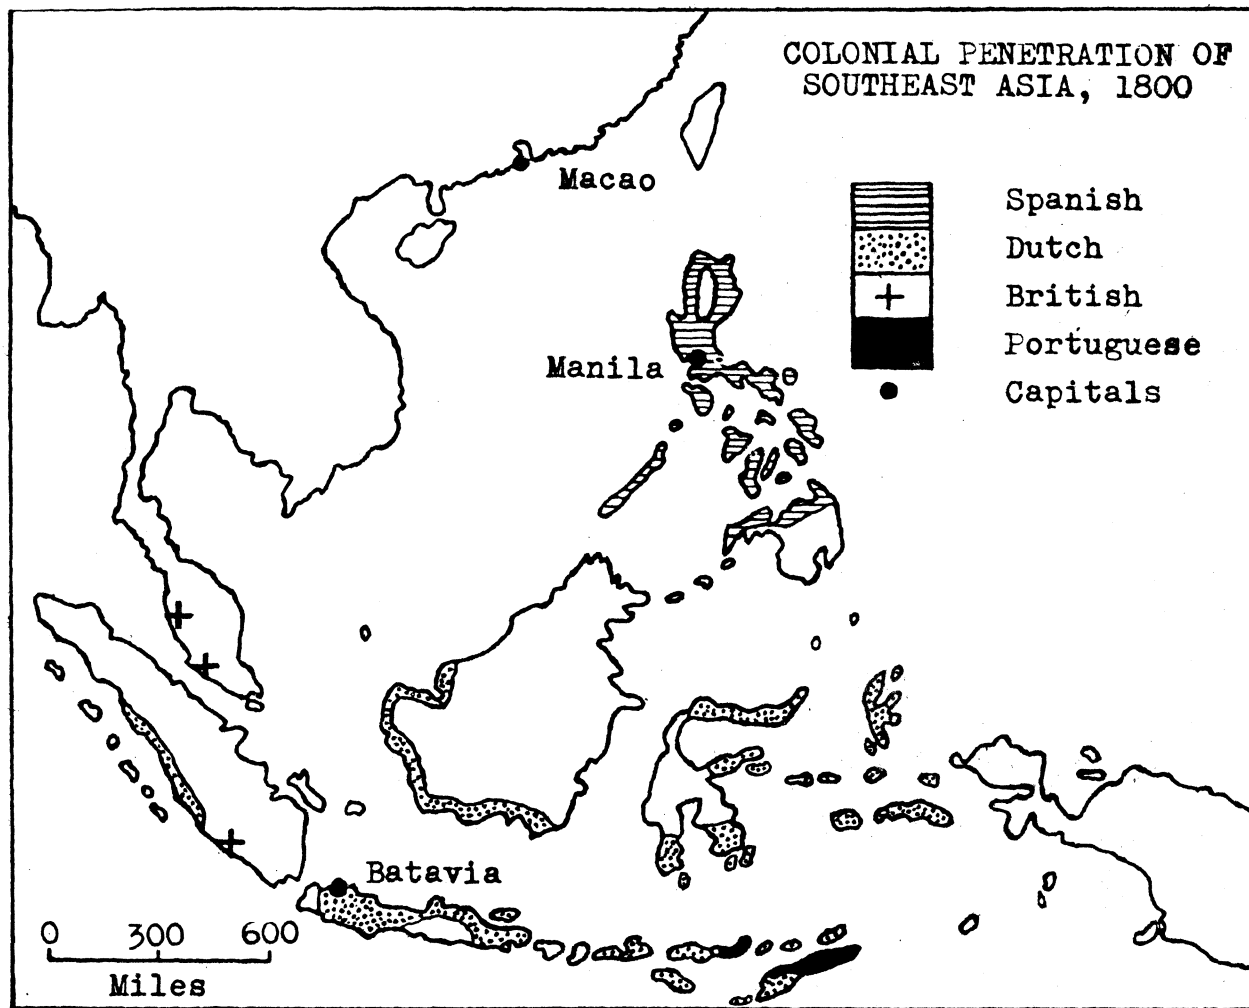 COLONIAL PENETRATION OF
SOUTHEAST ASIA, 1800
Macao
Spanish
Dutch
British
Portuguese
Capitals
Manila
Batavia
0 300 600
Miles